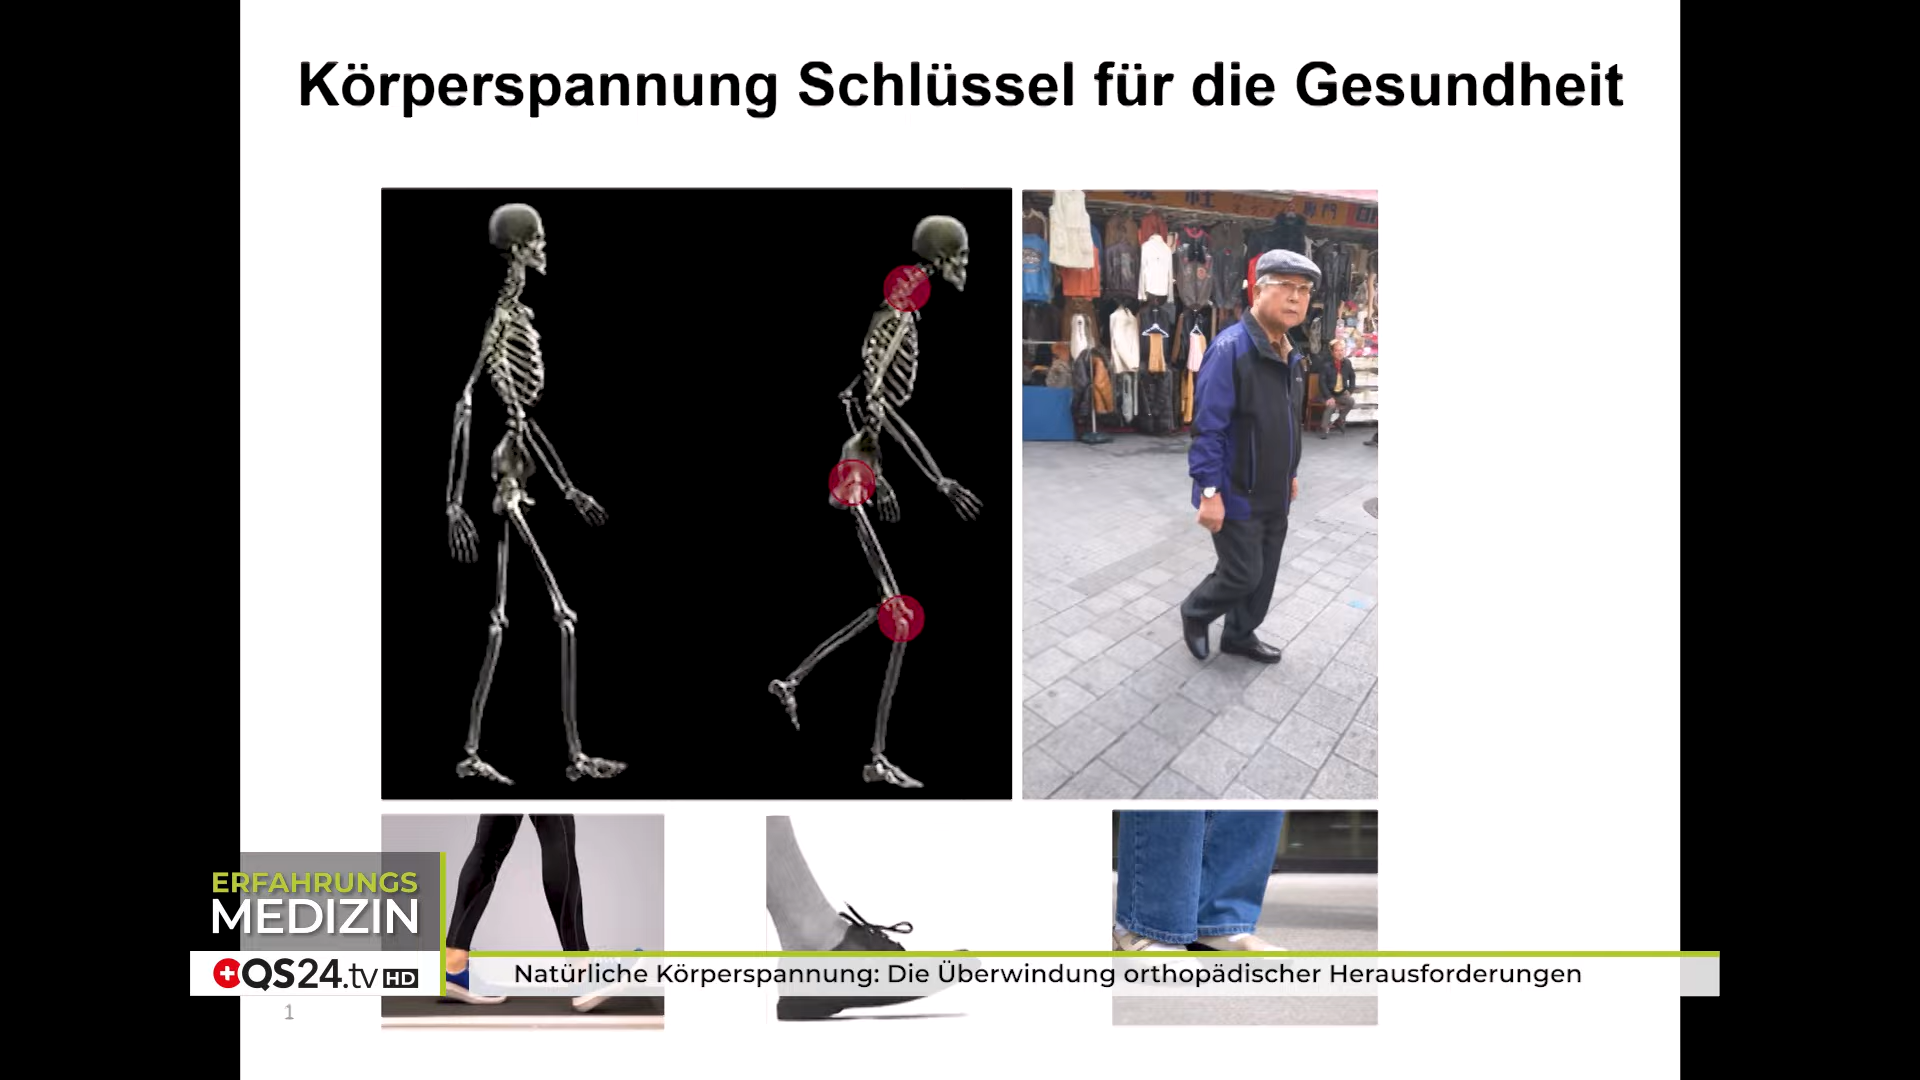 Körperspannung Schlüssel für die Gesundheit
ERFAHRUNGS
MEDIZIN
QS24.tv HD
Natürliche Körperspannung: Die Überwindung orthopädischer Herausforderungen
1